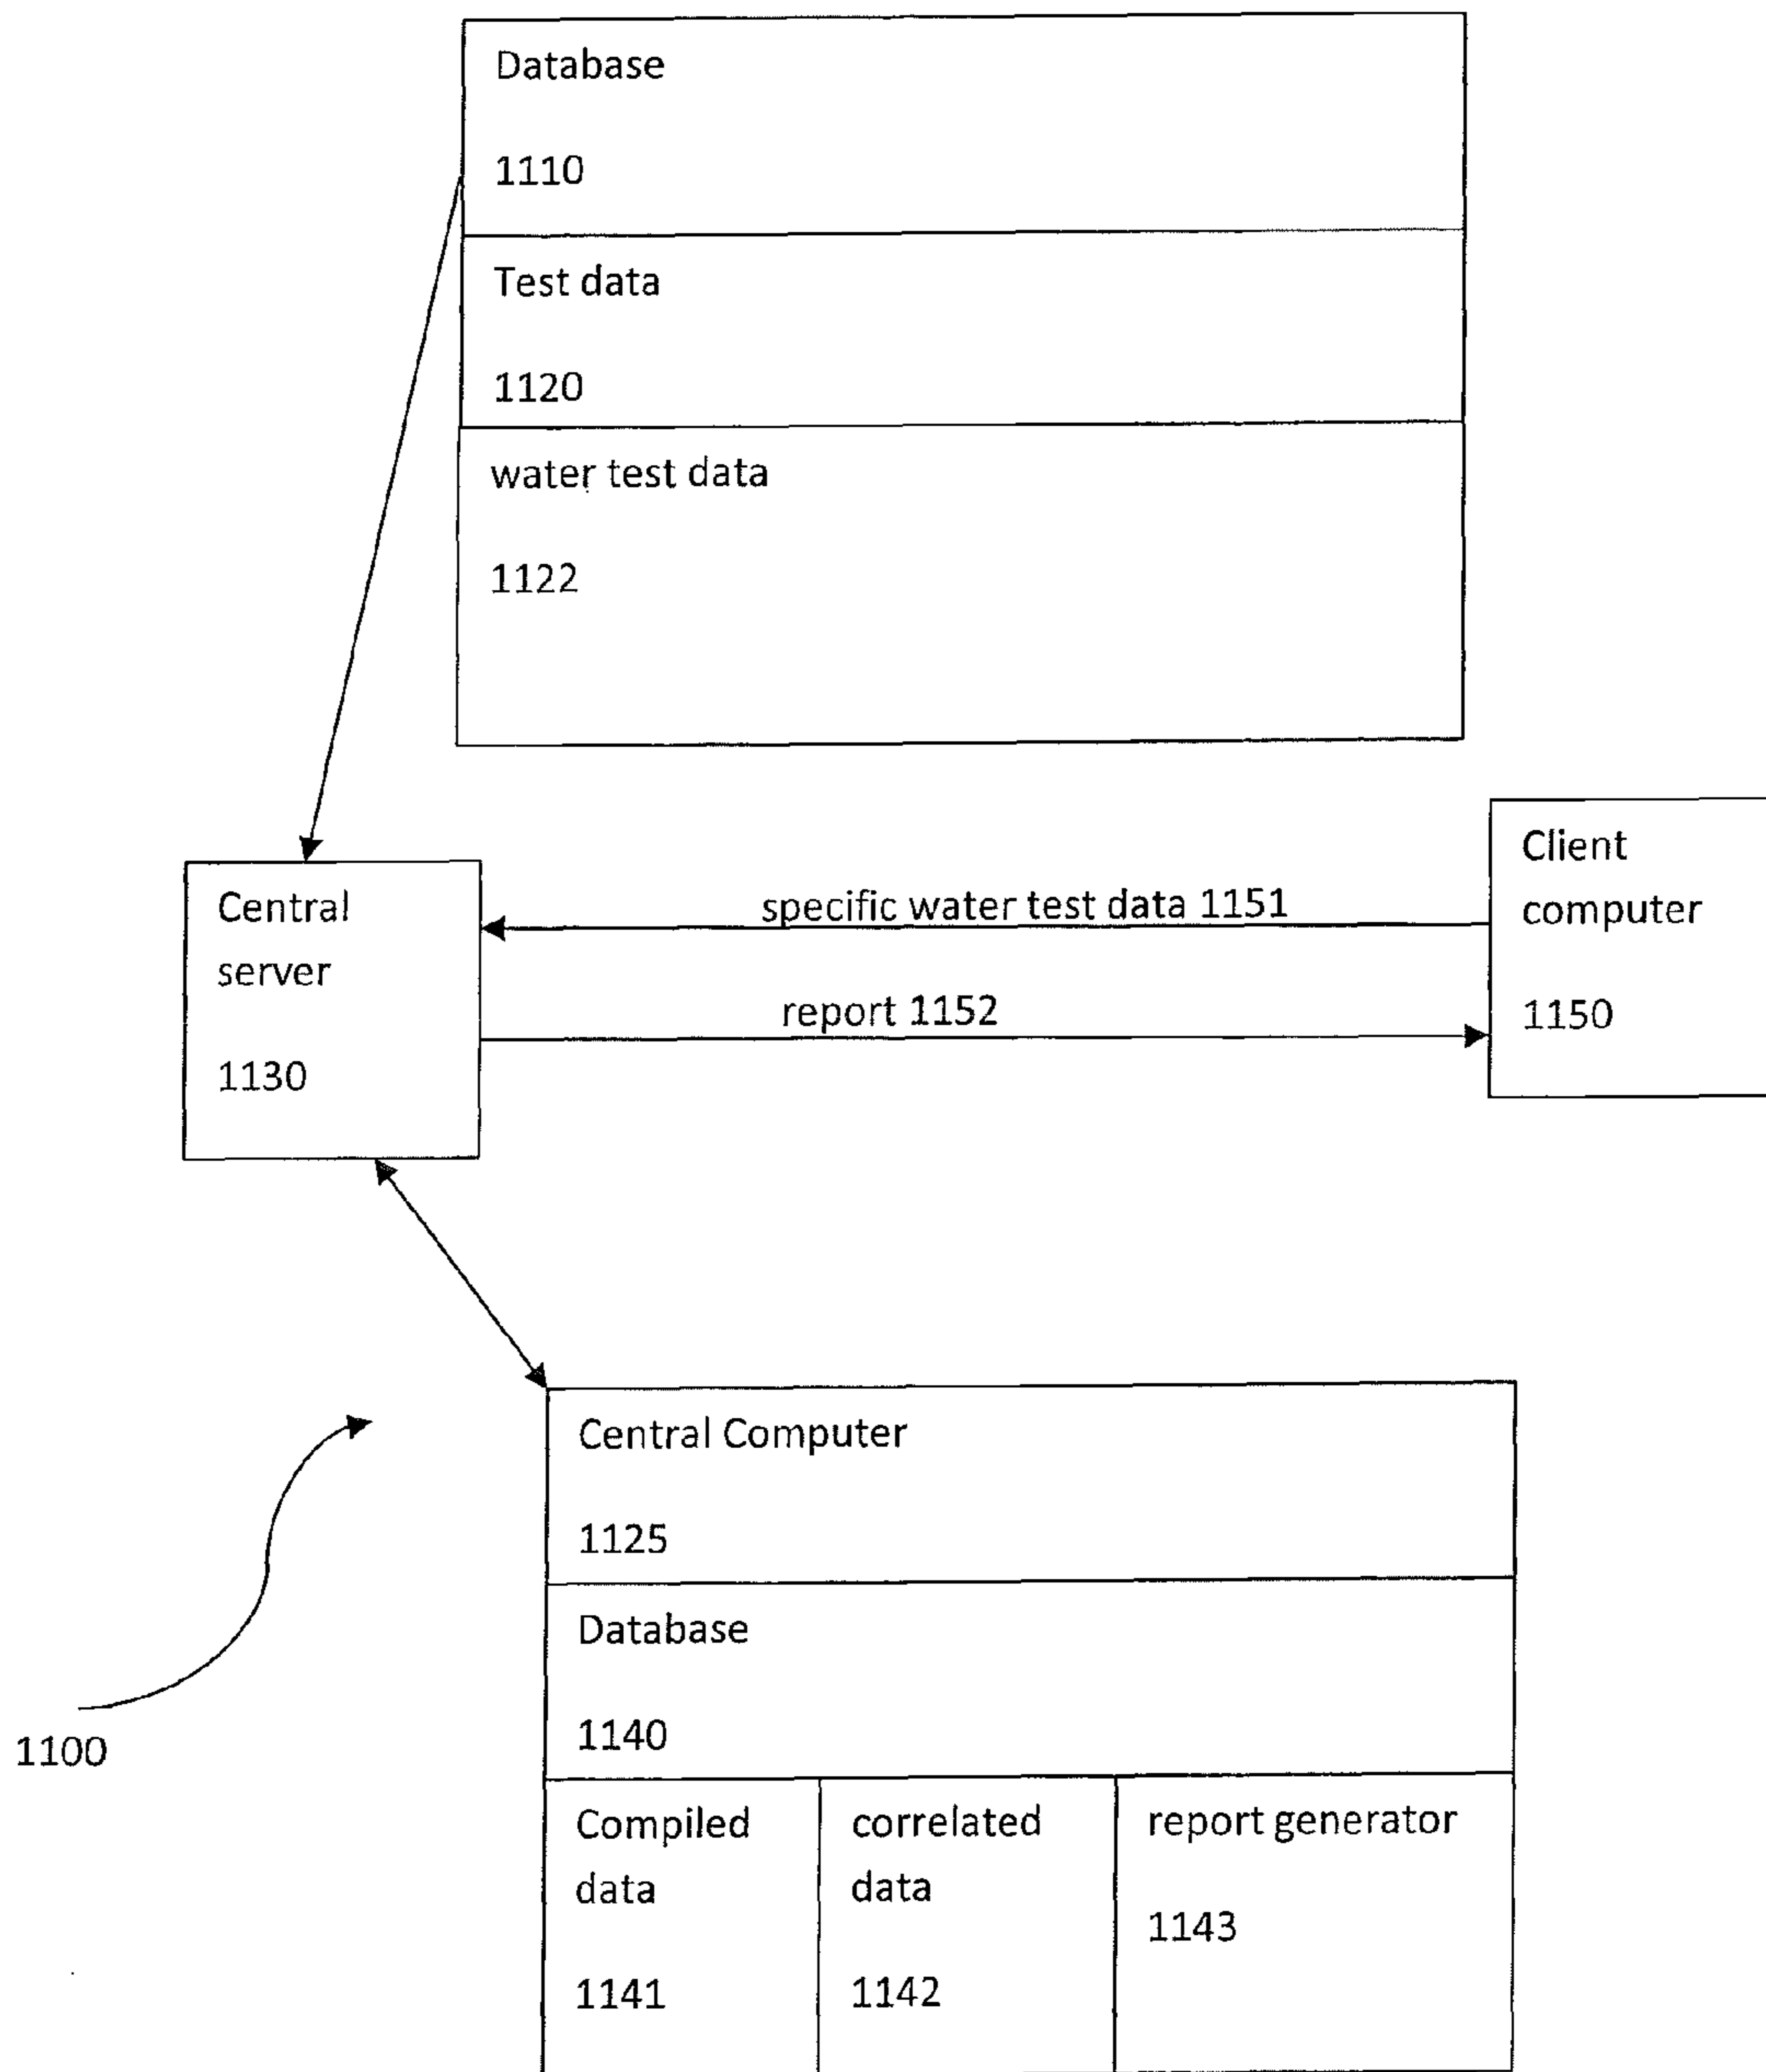 Database
1110
Test data
1120
water test data
1122
Central
server
1130
specific water test data 1151
report 1152
Client
computer
1150
Central Computer
1125
Database
1140
Compiled
data
1141
correlated
data
1142
report generator
1143
1100